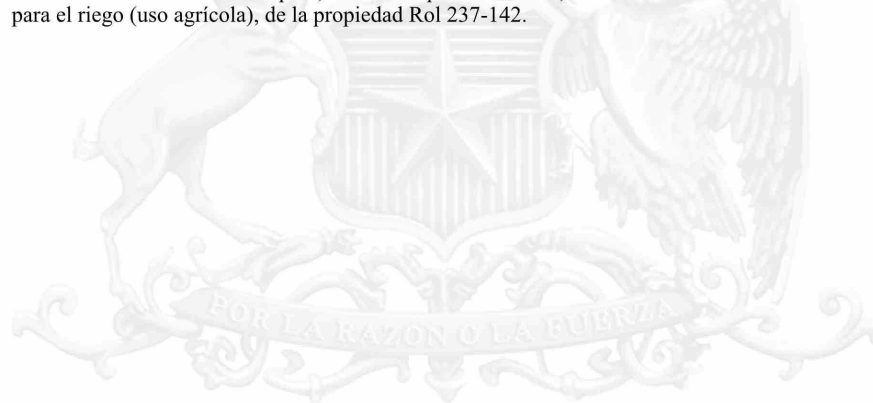 para el riego (uso agrícola), de la propiedad Rol 237-142.
POR LA RAZON O LA FUERZA